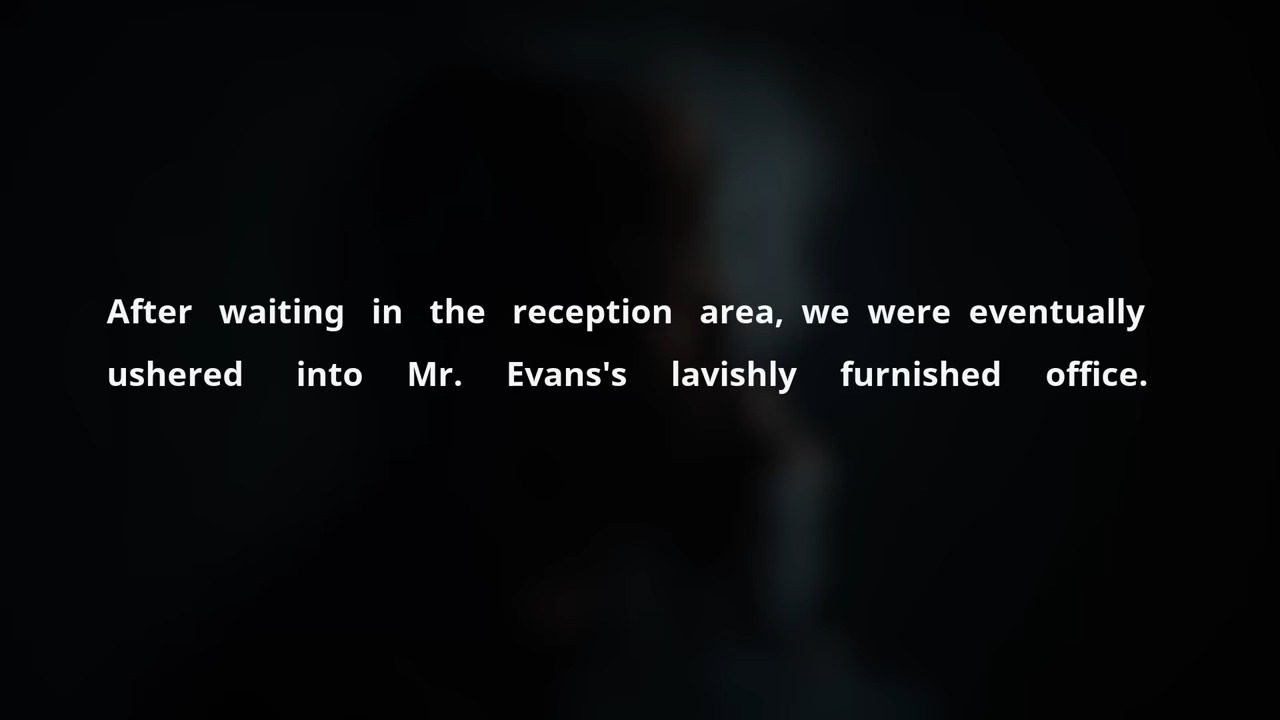 After waiting in the reception area, we were eventually
ushered into Mr. Evans's lavishly furnished office.